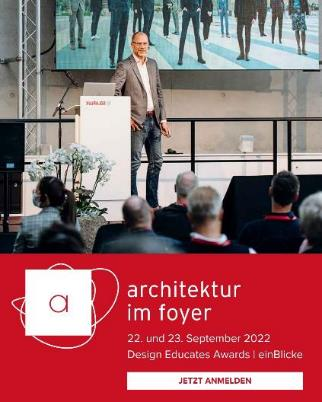 a
architektur
im foyer
22. und 23. September 2022
Design Educates Awards | einBlicke
JETZT ANMELDEN